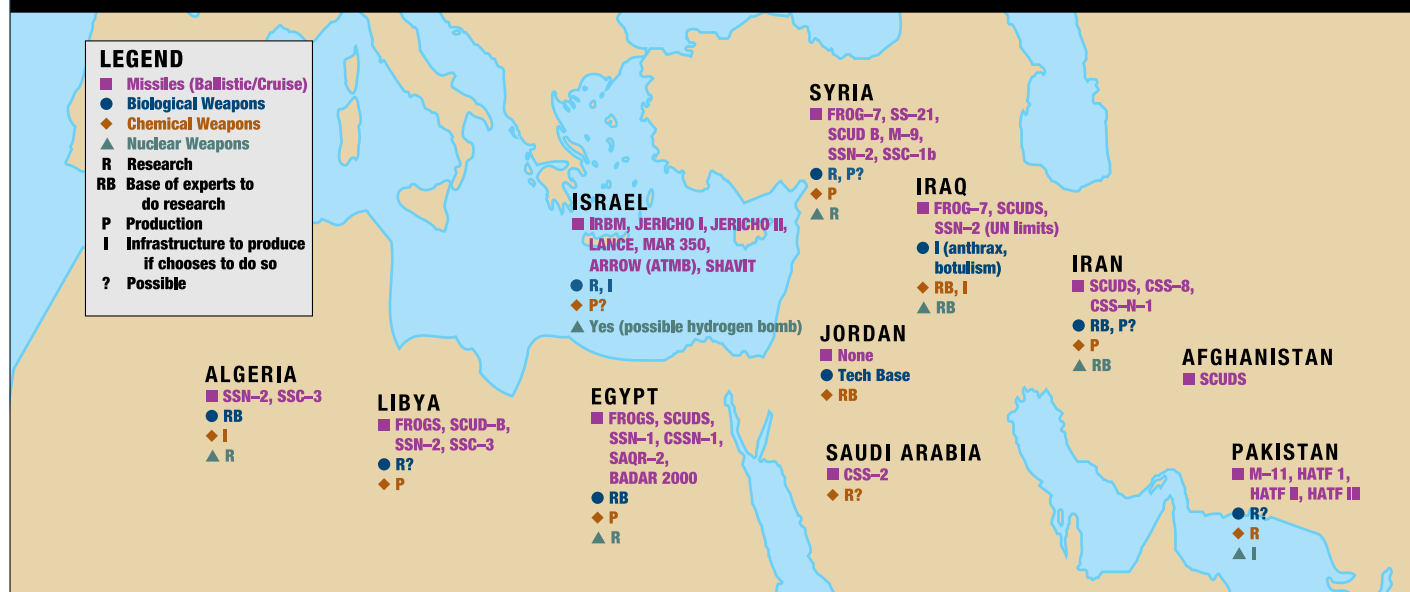 LEGEND
Missiles (Ballistic/Cruise)
Biological Weapons
Chemical Weapons
Nuclear Weapons
R Research
RB Base of experts to
do research
P Production
I Infrastructure to produce
if chooses to do so
? Possible
SYRIA
FROG–7, SS–21,
SCUD B, M–9,
SSN–2, SSC–1b
R, P?
P
R
ISRAEL
IRBM, JERICHO I, JERICHO II,
LANCE, MAR 350,
ARROW (ATMB), SHAVIT
R, I
P?
Yes (possible hydrogen bomb)
IRAQ
FROG–7, SCUDS,
SSN–2 (UN limits)
I (anthrax,
botulism)
RB, I
RB
IRAN
SCUDS, CSS–8,
CSS–N–1
RB, P?
P
RB
JORDAN
None
Tech Base
RB
AFGHANISTAN
SCUDS
ALGERIA
SSN–2, SSC–3
RB
I
R
LIBYA
FROGS, SCUD–B,
SSN–2, SSC–3
R?
P
EGYPT
FROGS, SCUDS,
SSN–1, CSSN–1,
SAQR–2,
BADAR 2000
RB
P
R
SAUDI ARABIA
CSS–2
R?
PAKISTAN
M–11, HATF 1,
HATF II, HATF III
R?
R
I